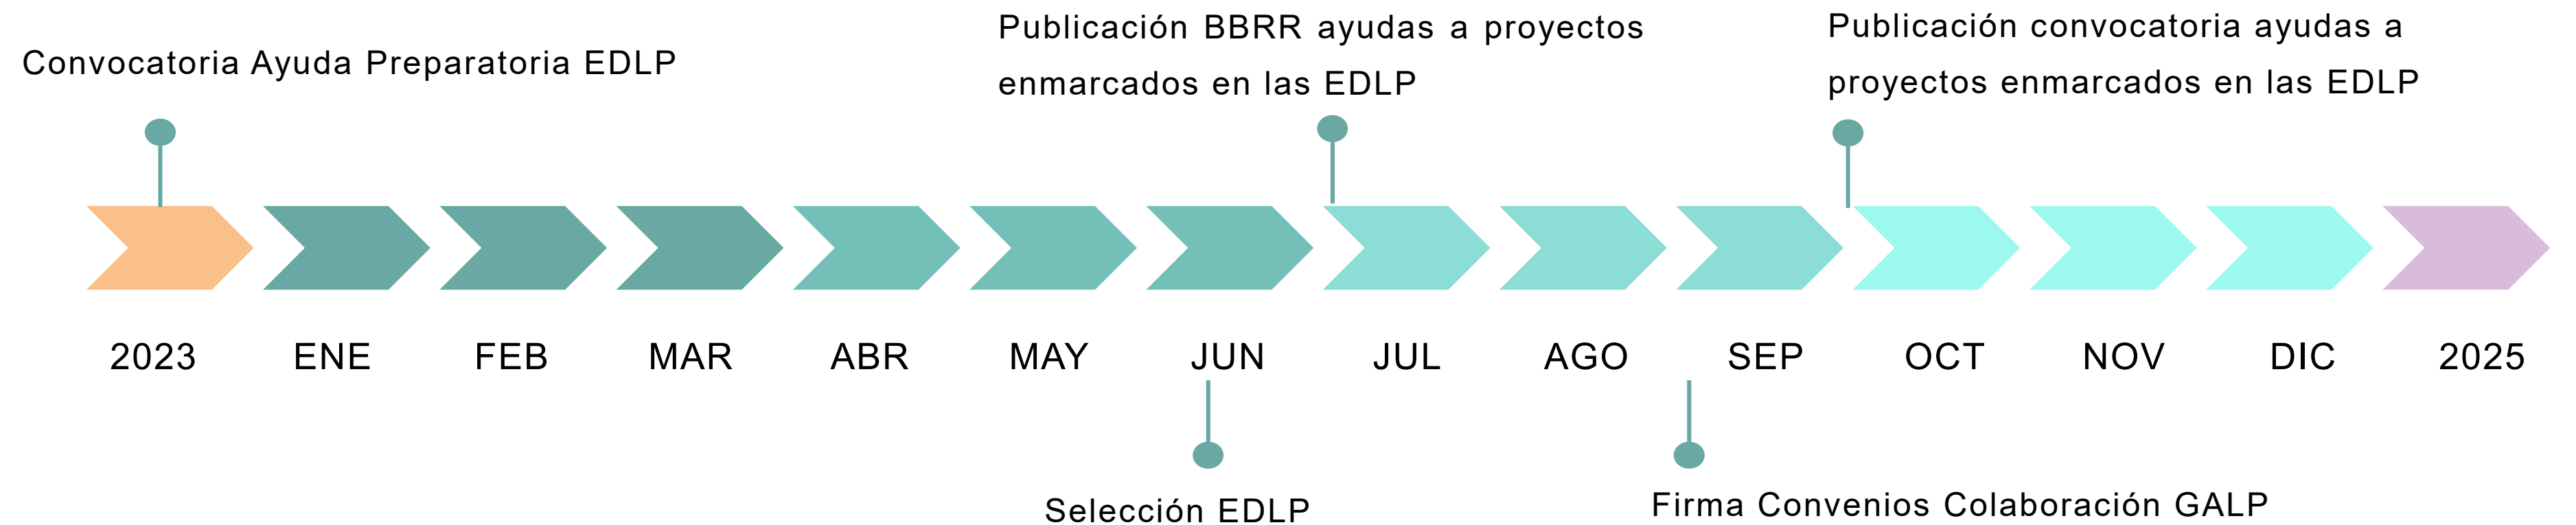 Convocatoria Ayuda Preparatoria EDLP
Publicación BBRR ayudas a proyectos
enmarcados en las EDLP
Publicación convocatoria ayudas a
proyectos enmarcados en las EDLP
2023 ENE FEB MAR ABR MAY JUN JUL AGO SEP OCT NOV DIC 2025
Selección EDLP
Firma Convenios Colaboración GALP